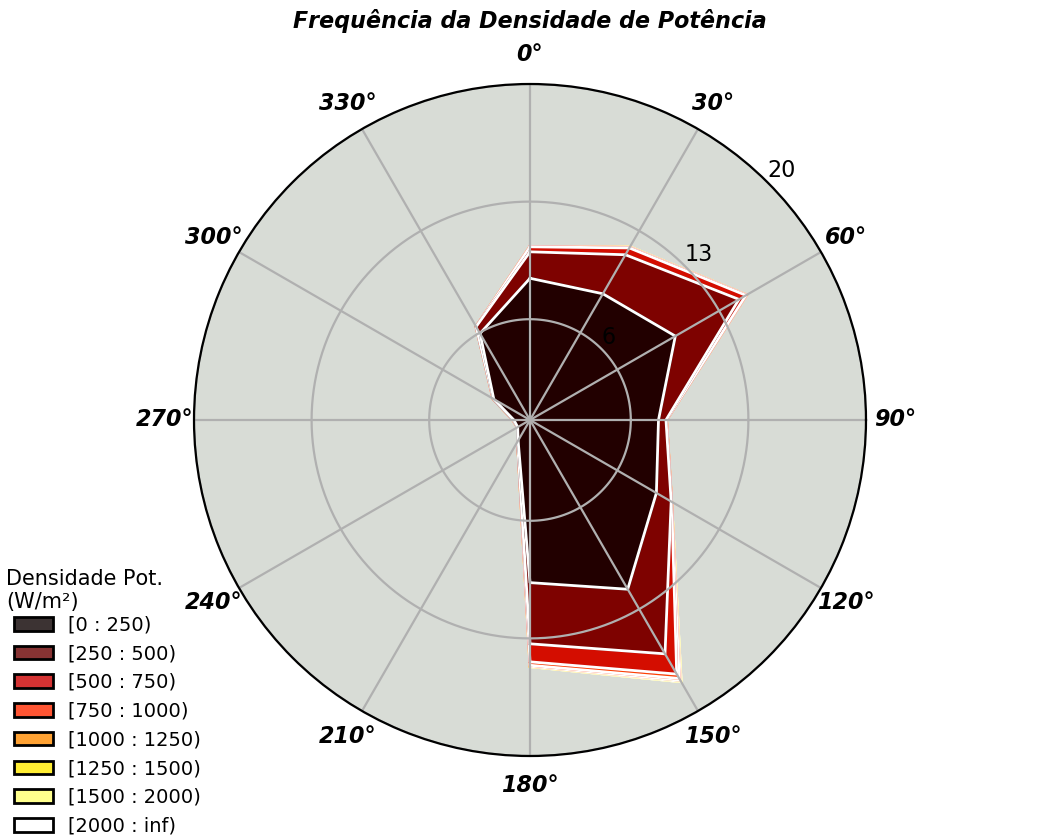 Frequência da Densidade de Potência
0°
330°
30°
20
300°
60°
13
6
270°
90°
240°
120°
210°
150°
180°
Densidade Pot.
(W/m²)
[0 : 250)
[250 : 500)
[500 : 750)
[750 : 1000)
[1000 : 1250)
[1250 : 1500)
[1500 : 2000)
[2000 : inf)